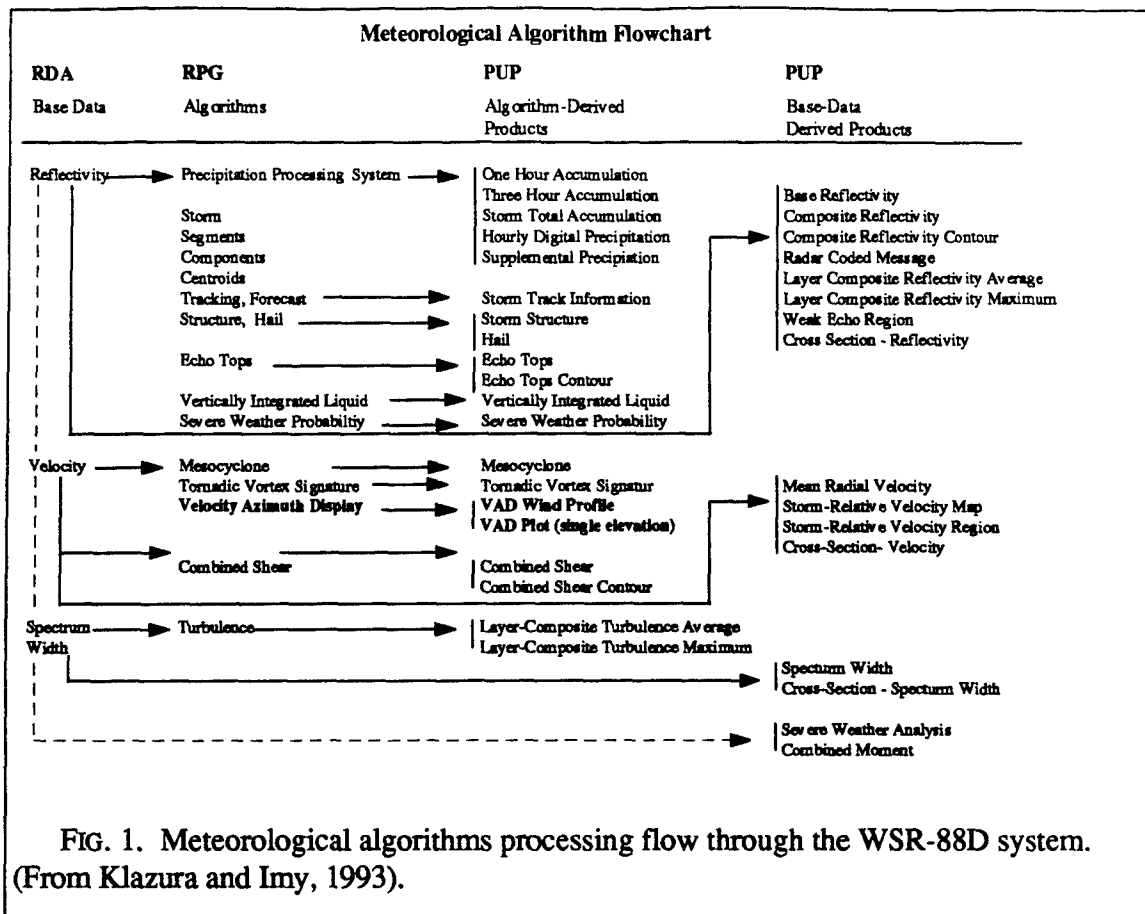 Meteorological Algorithm Flowchart
RDA RPG PUP PUP
Base Data Algorithms Algorithm-Derived Base-Data
Products Derived Products
Reflectivity Precipitation Processing System One Hour Accumulation
Three Hour Accumulation Base Reflectivity
Storm Storm Total Accumulation Composite Reflectivity
Segments Hourly Digital Precipitation Composite Reflectivity Contour
Components Supplemental Precipiation Radar Coded Message
Centroids Layer Composite Reflectivity Average
Tracking, Forecast Storm Track Information Layer Composite Reflectivity Maximum
Structure, Hail Storm Structure Weak Echo Region
Hail Cross Section - Reflectivity
Echo Tops Echo Tops
Echo Tops Contour
Vertically Integrated Liquid Vertically Integrated Liquid
Severe Weather Probabiltiy Severe Weather Probability
Velocity Mesocyclone Mesocyclone
Tornadic Vortex Signature Tornadic Vortex Signatur Mean Radial Velocity
Velocity Azimuth Display VAD Wind Profile Storm-Relative Velocity Map
VAD Plot (single elevation) Storm-Relative Velocity Region
Cross-Section- Velocity
Combined Shear Combined Shear
Combined Shear Contour
Spectrum Turbulence Layer-Composite Turbulence Average
Width Layer-Composite Turbulence Maximum
Specturm Width
Cross-Section - Specturm Width
Severe Weather Analysis
Combined Moment
FIG. 1. Meteorological algorithms processing flow through the WSR-88D system.
(From Klazura and Imy, 1993).